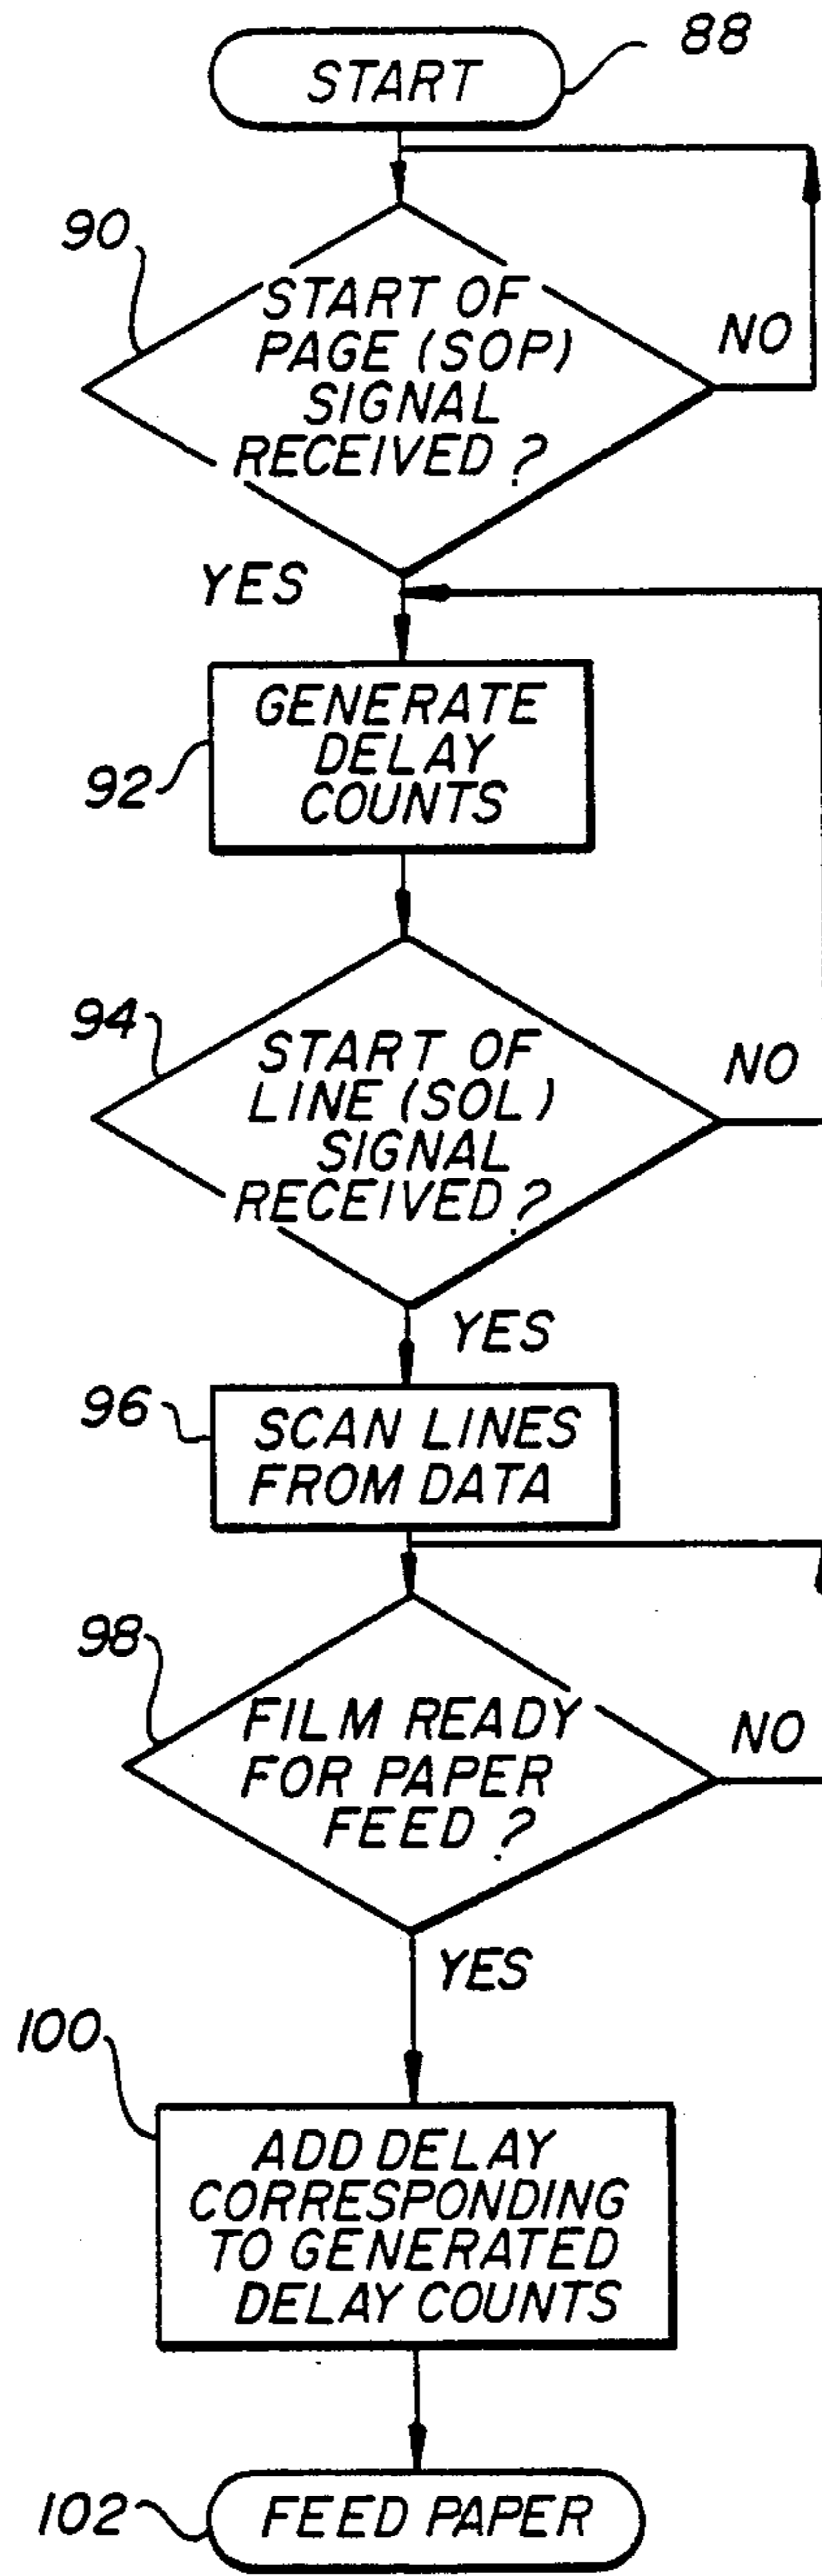 88
START
90
START OF
PAGE (SOP)
SIGNAL
RECEIVED?
NO
YES
GENERATE
DELAY
COUNTS
92
94
START OF
LINE (SOL)
SIGNAL
RECEIVED?
NO
YES
96
SCAN LINES
FROM DATA
98
FILM READY
FOR PAPER
FEED?
NO
YES
100
ADD DELAY
CORRESPONDING
TO GENERATED
DELAY COUNTS
102
FEED PAPER